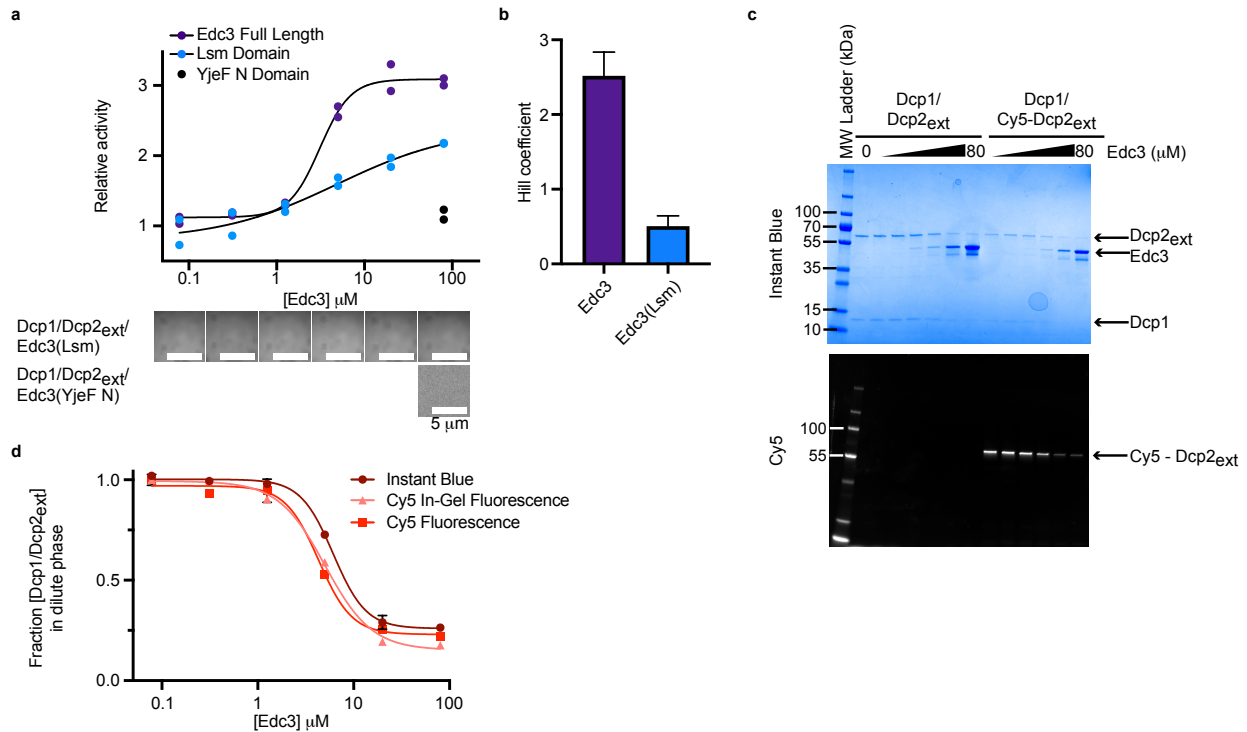 a
Edc3 Full Length
Lsm Domain
YjeF N Domain
Relative activity
3
2
1
0.1
1
10
100
[Edc3] μM
Dcp1/Dcp2ext/
Edc3(Lsm)
Dcp1/Dcp2ext/
Edc3(YjeF N)
5 μm
b
Hill coefficient
3
2
1
0
Edc3
Edc3(Lsm)
c
MW Ladder (kDa)
Dcp1/
Dcp2ext
Dcp1/
Cy5-Dcp2ext
0
80
80
Edc3 (μM)
Instant Blue
100
70
55
35
15
10
Dcp2ext
Edc3
Dcp1
Cy5
100
55
Cy5 - Dcp2ext
d
Fraction [Dcp1/Dcp2ext]
in dilute phase
1.0
0.5
0.0
Instant Blue
Cy5 In-Gel Fluorescence
Cy5 Fluorescence
0.1
1
10
100
[Edc3] μM